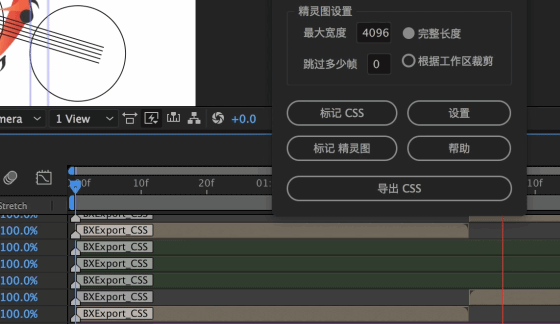 精灵图设置
最大宽度 4096 完整长度
跳过多少帧 0 根据工作区裁剪
mera 1 View +0.0
标记 CSS 设置
标记 精灵图 帮助
导出 CSS
:00f 10f 20f 01: 10f
Stretch
100.0% BXExport_CSS
100.0% BXExport_CSS
100.0% BXExport_CSS
100.0% BXExport_CSS
100.0% BXExport_CSS
100.0% BXExport_CSS
100.0% BXExport_CSS